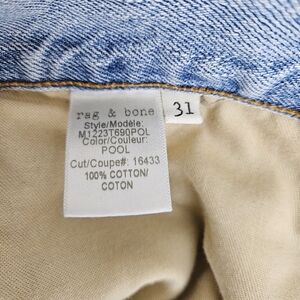 rag & bone
31
Style/Modèle:
M1223T690POL
Color/Couleur:
POOL
Cut/Coupe#: 16433
100% COTTON/
COTON